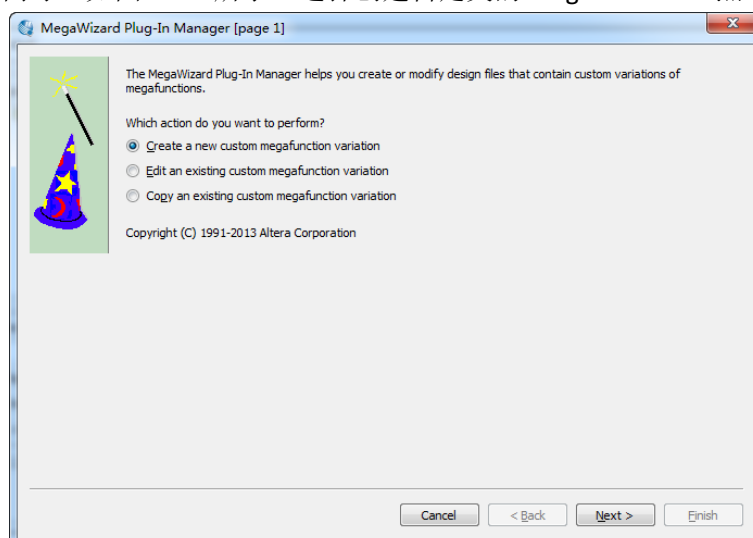 MegaWizard Plug-In Manager [page 1]
The MegaWizard Plug-In Manager helps you create or modify design files that contain custom variations of
megafunctions.
Which action do you want to perform?
Create a new custom megafunction variation
Edit an existing custom megafunction variation
Copy an existing custom megafunction variation
Copyright (C) 1991-2013 Altera Corporation
Cancel
< Back
Next >
Finish